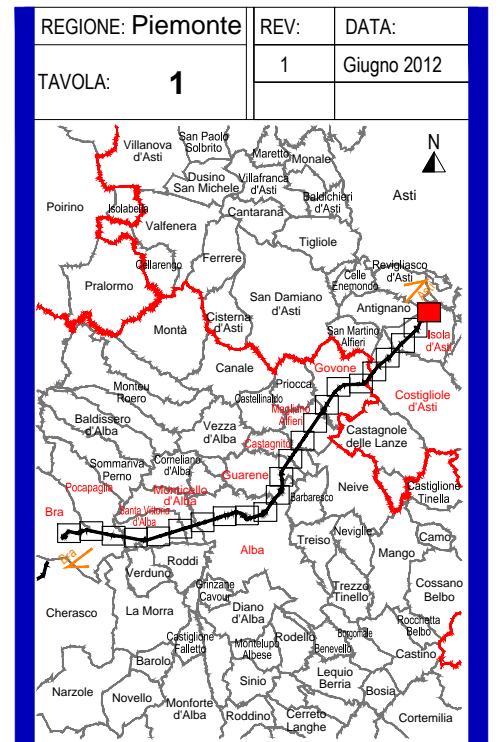 REGIONE: Piemonte
REV:
DATA:
TAVOLA: 1
1
Giugno 2012
N
Villanova
d'Asti
San Paolo
Solbrito
Maretto
Monale
Dusino
San Michele
Villafranca
d'Asti
Baldichieri
d'Asti
Asti
Poirino
Isolabella
Valfenera
Cantarana
Tigliole
Cellarengo
Ferrere
Revigliasco
d'Asti
Celle
Enemondo
Pralormo
San Damiano
d'Asti
Antignano
Montà
Cisterna
d'Asti
San Martino
Alfieri
Isola
d'Asti
Canale
Govone
Priocca
Monteu
Roero
Castellinaldo
Magliano
Alfieri
Costigliole
d'Asti
Baldissero
d'Alba
Vezza
d'Alba
Castagnito
Castagnole
delle Lanze
Sommariva
Perno
Corneliano
d'Alba
Guarene
Pocapaglia
Monticello
d'Alba
Barbaresco
Neive
Castiglione
Tinella
Bra
Santa Vittoria
d'Alba
Alba
Treiso
Neviglie
Camo
Mango
Bra
Roddi
Verduno
Grinzane
Cavour
Trezzo
Tinello
Cossano
Belbo
Cherasco
La Morra
Diano
d'Alba
Rocchetta
Belbo
Castiglione
Falletto
Montelupo
Albese
Rodello
Borgomale
Benevello
Castino
Barolo
Sinio
Lequio
Berria
Bosia
Narzole
Novello
Monforte
d'Alba
Roddino
Cerreto
Langhe
Cortemilia